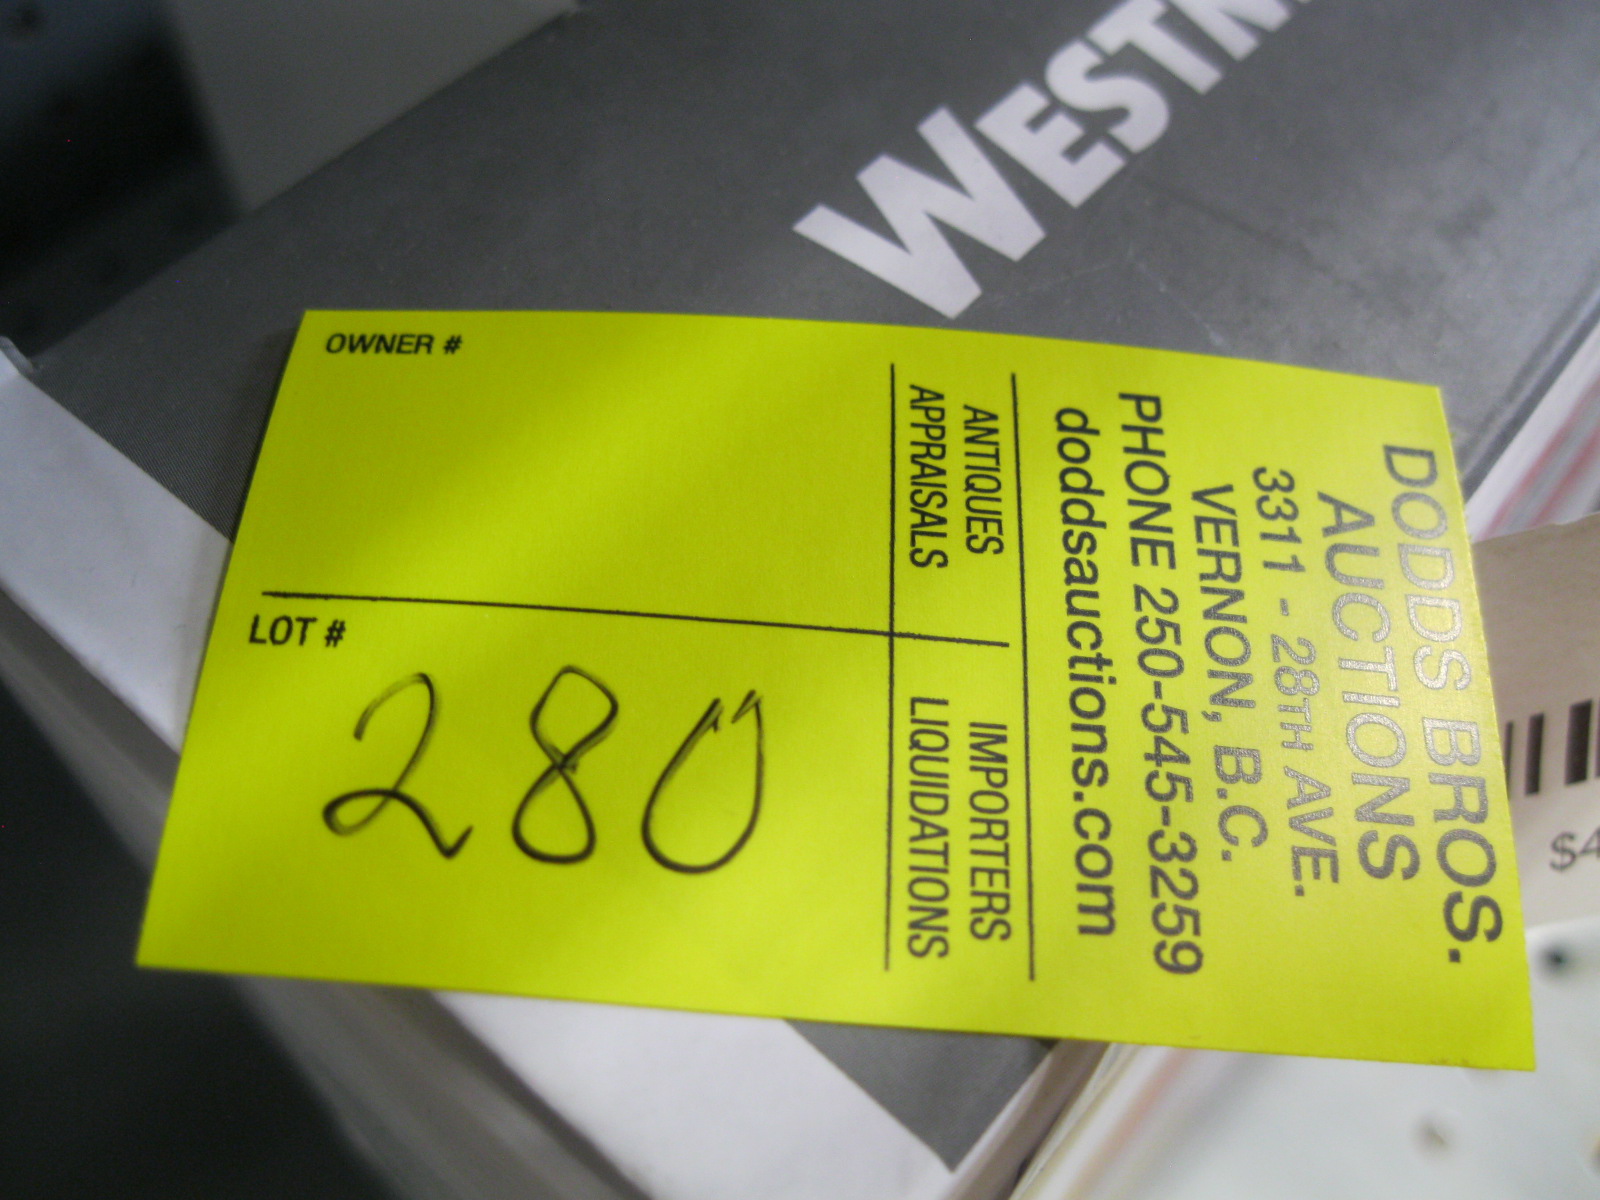 DODDS BROS.
AUCTIONS
3311 - 28TH AVE.
VERNON, B.C.
PHONE 250-545-3259
doddsauctions.com
ANTIQUES
APPRAISALS
IMPORTERS
LIQUIDATIONS
OWNER #
LOT #
280
$4